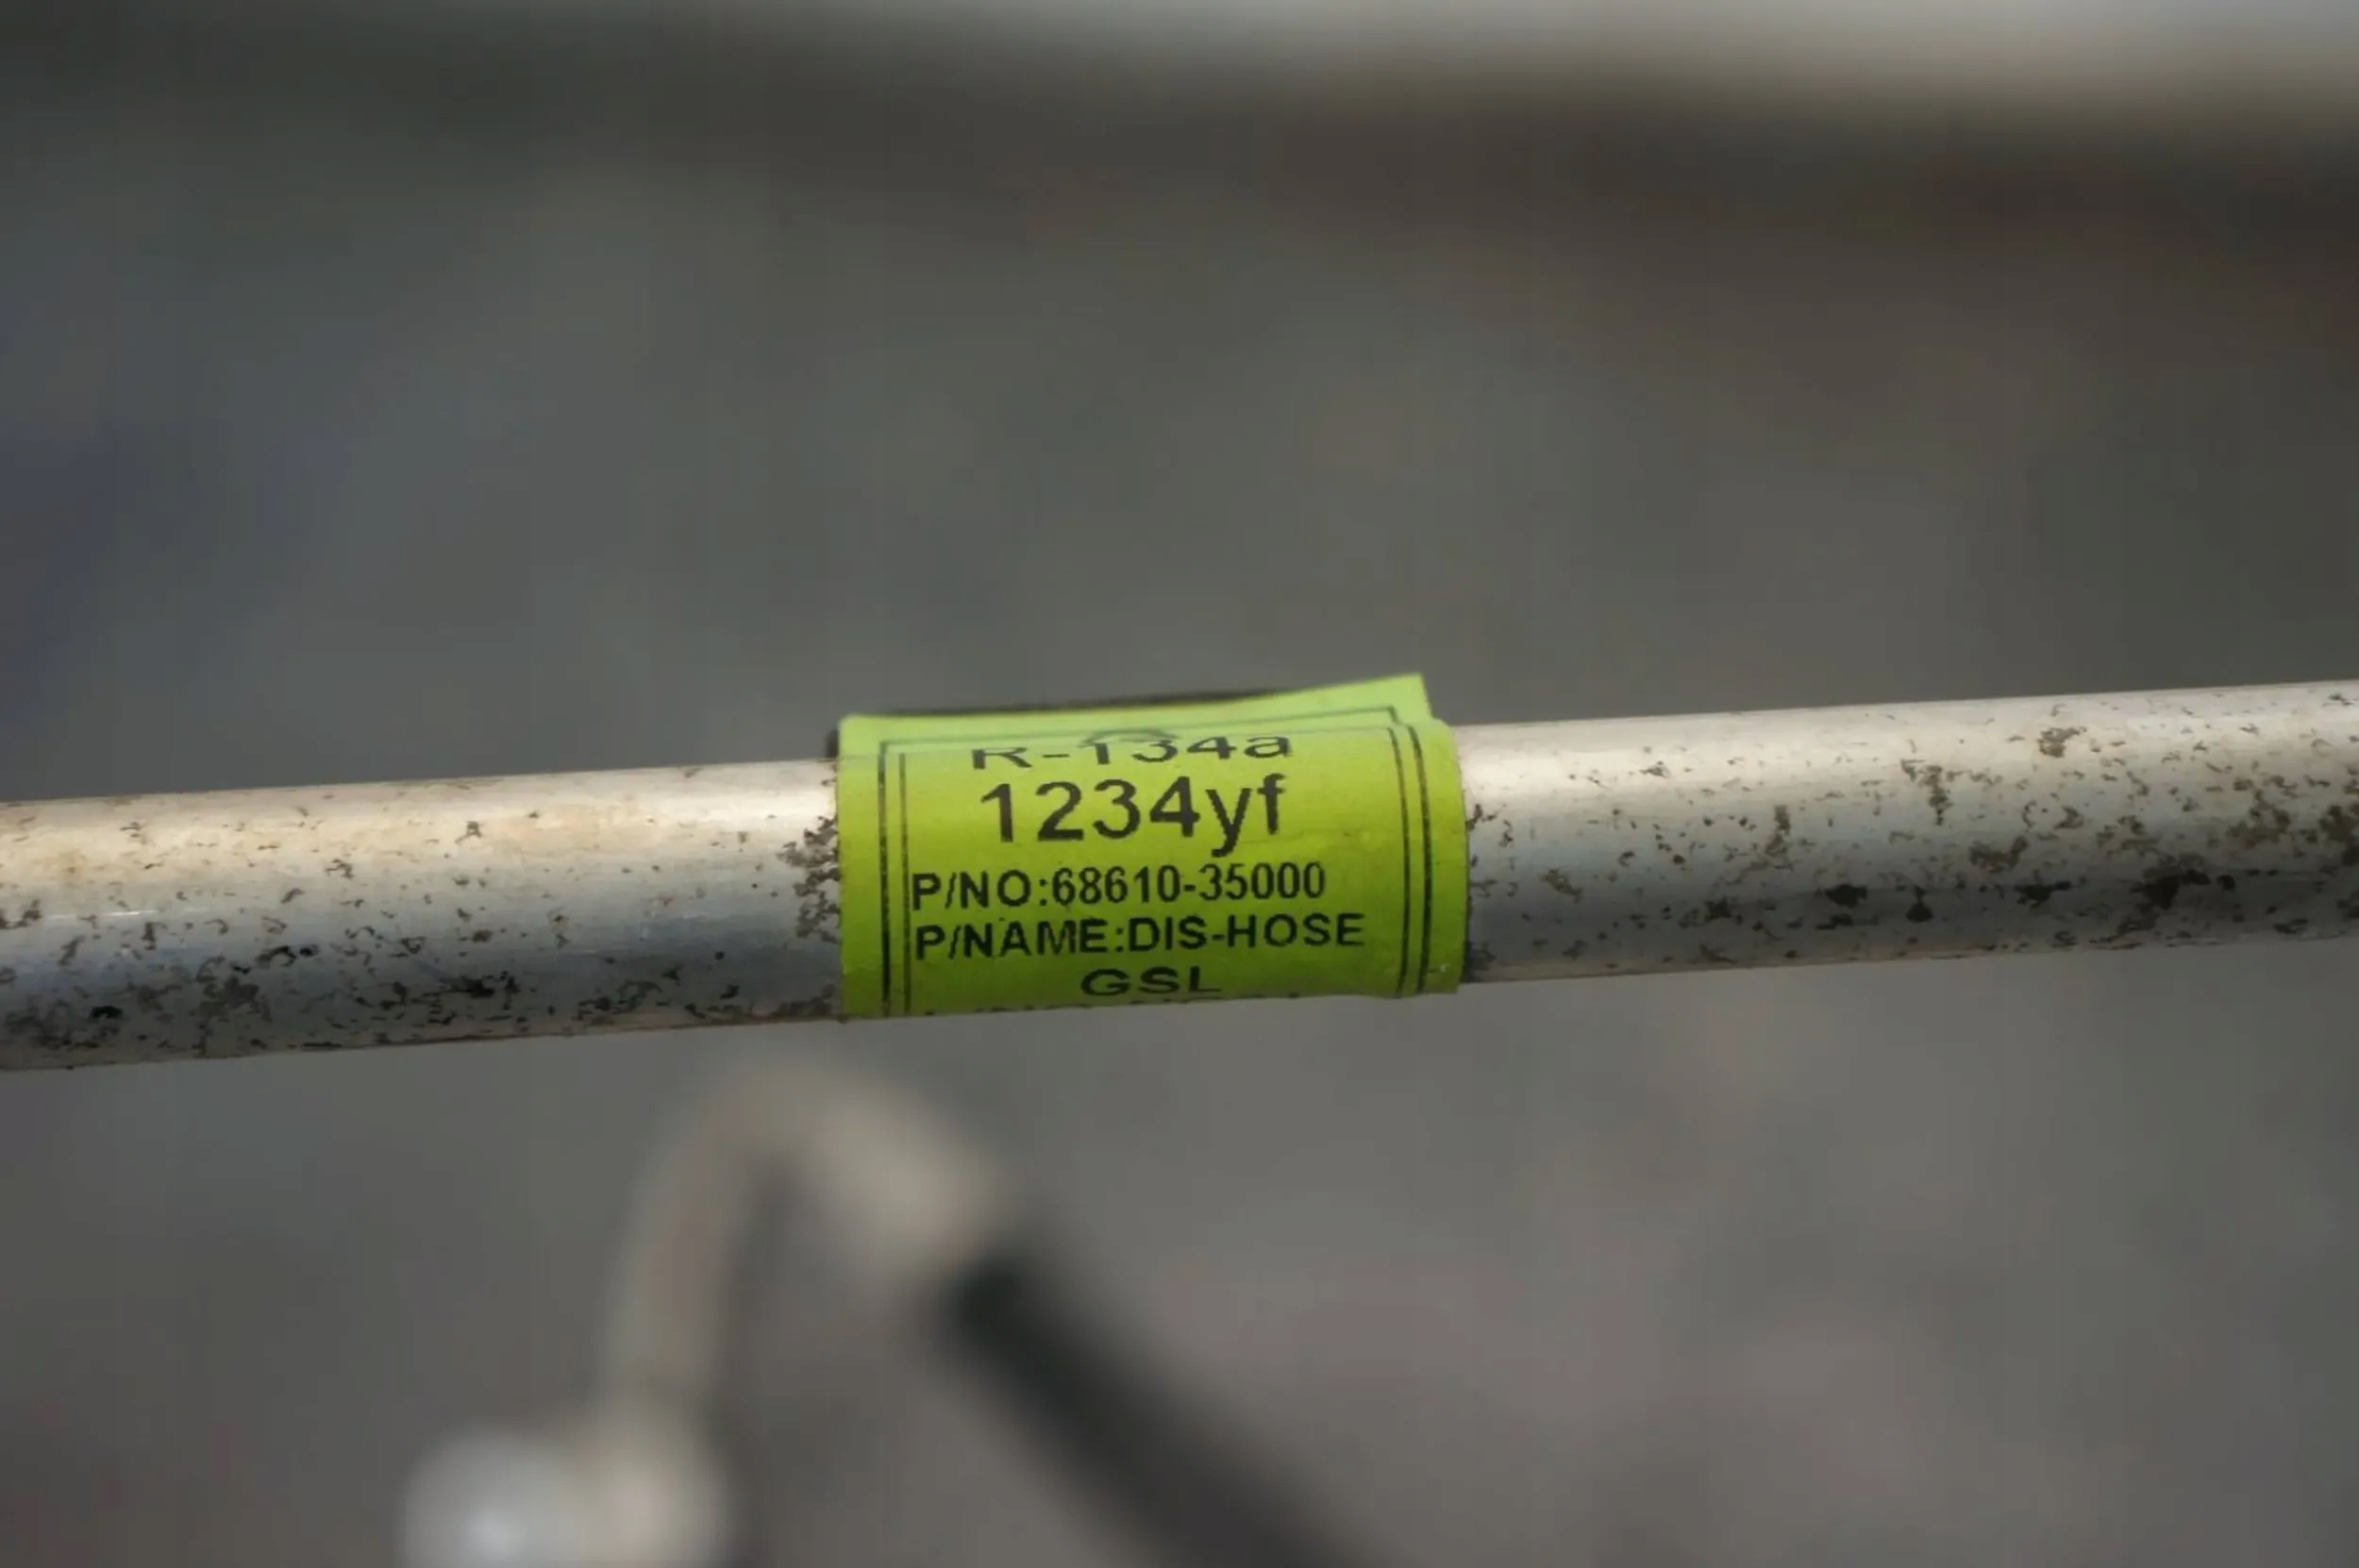 R-134a
1234yf
P/NO:68610-35000
P/NAME:DIS-HOSE
GSL